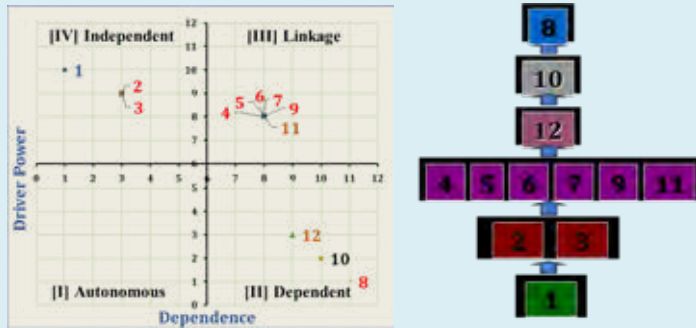 [IV] Independent
[III] Linkage
12
11
10
9
8
7
6
5
4
3
2
1
0
0 1 2 3 4 5 6 7 8 9 10 11 12
1
2
3
4 5 6 7 9
11
12
10
8
[I] Autonomous
[II] Dependent
Driver Power
Dependence
8
10
12
4 5 6 7 9 11
2 3
1